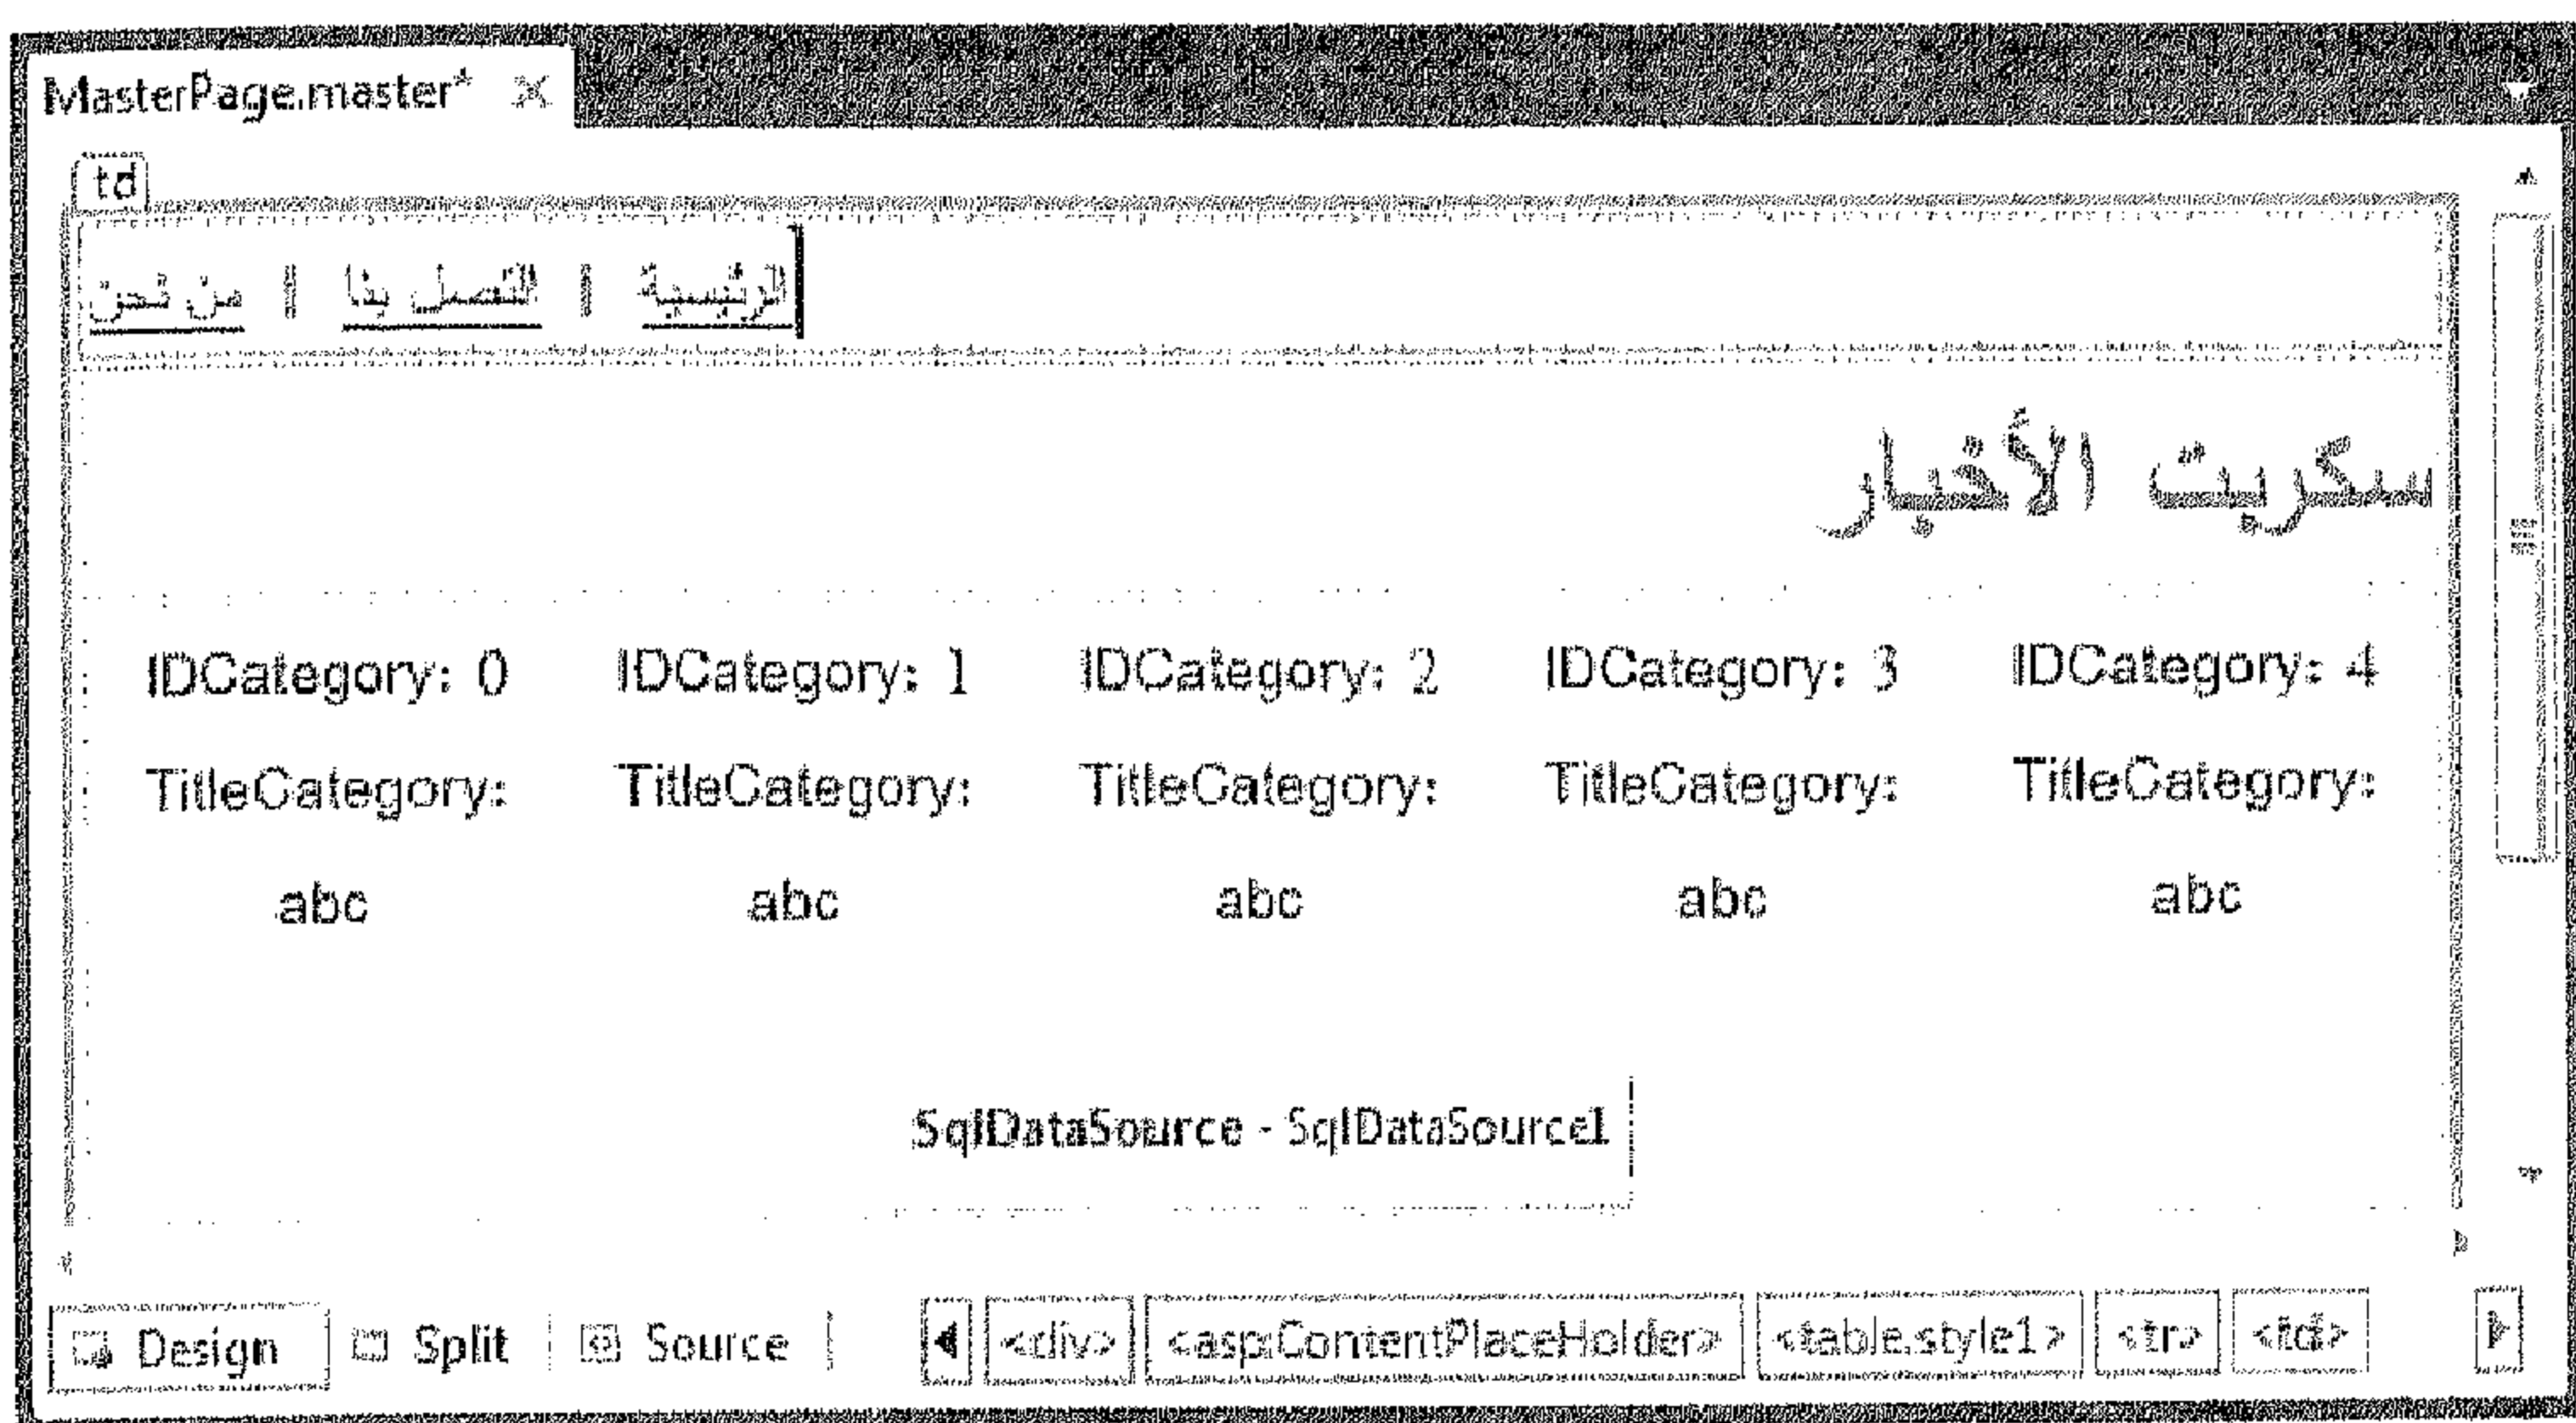 MasterPage.master* ×
td
الرئيسية | اتصل بنا | من نحن
سكربت الأخبار
IDCategory: 0 IDCategory: 1 IDCategory: 2 IDCategory: 3 IDCategory: 4
TitleCategory: TitleCategory: TitleCategory: TitleCategory: TitleCategory:
abc abc abc abc abc
SqlDataSource - SqlDataSource1
Design Split Source <div> <asp:ContentPlaceHolder> <table.style1> <tr> <td>